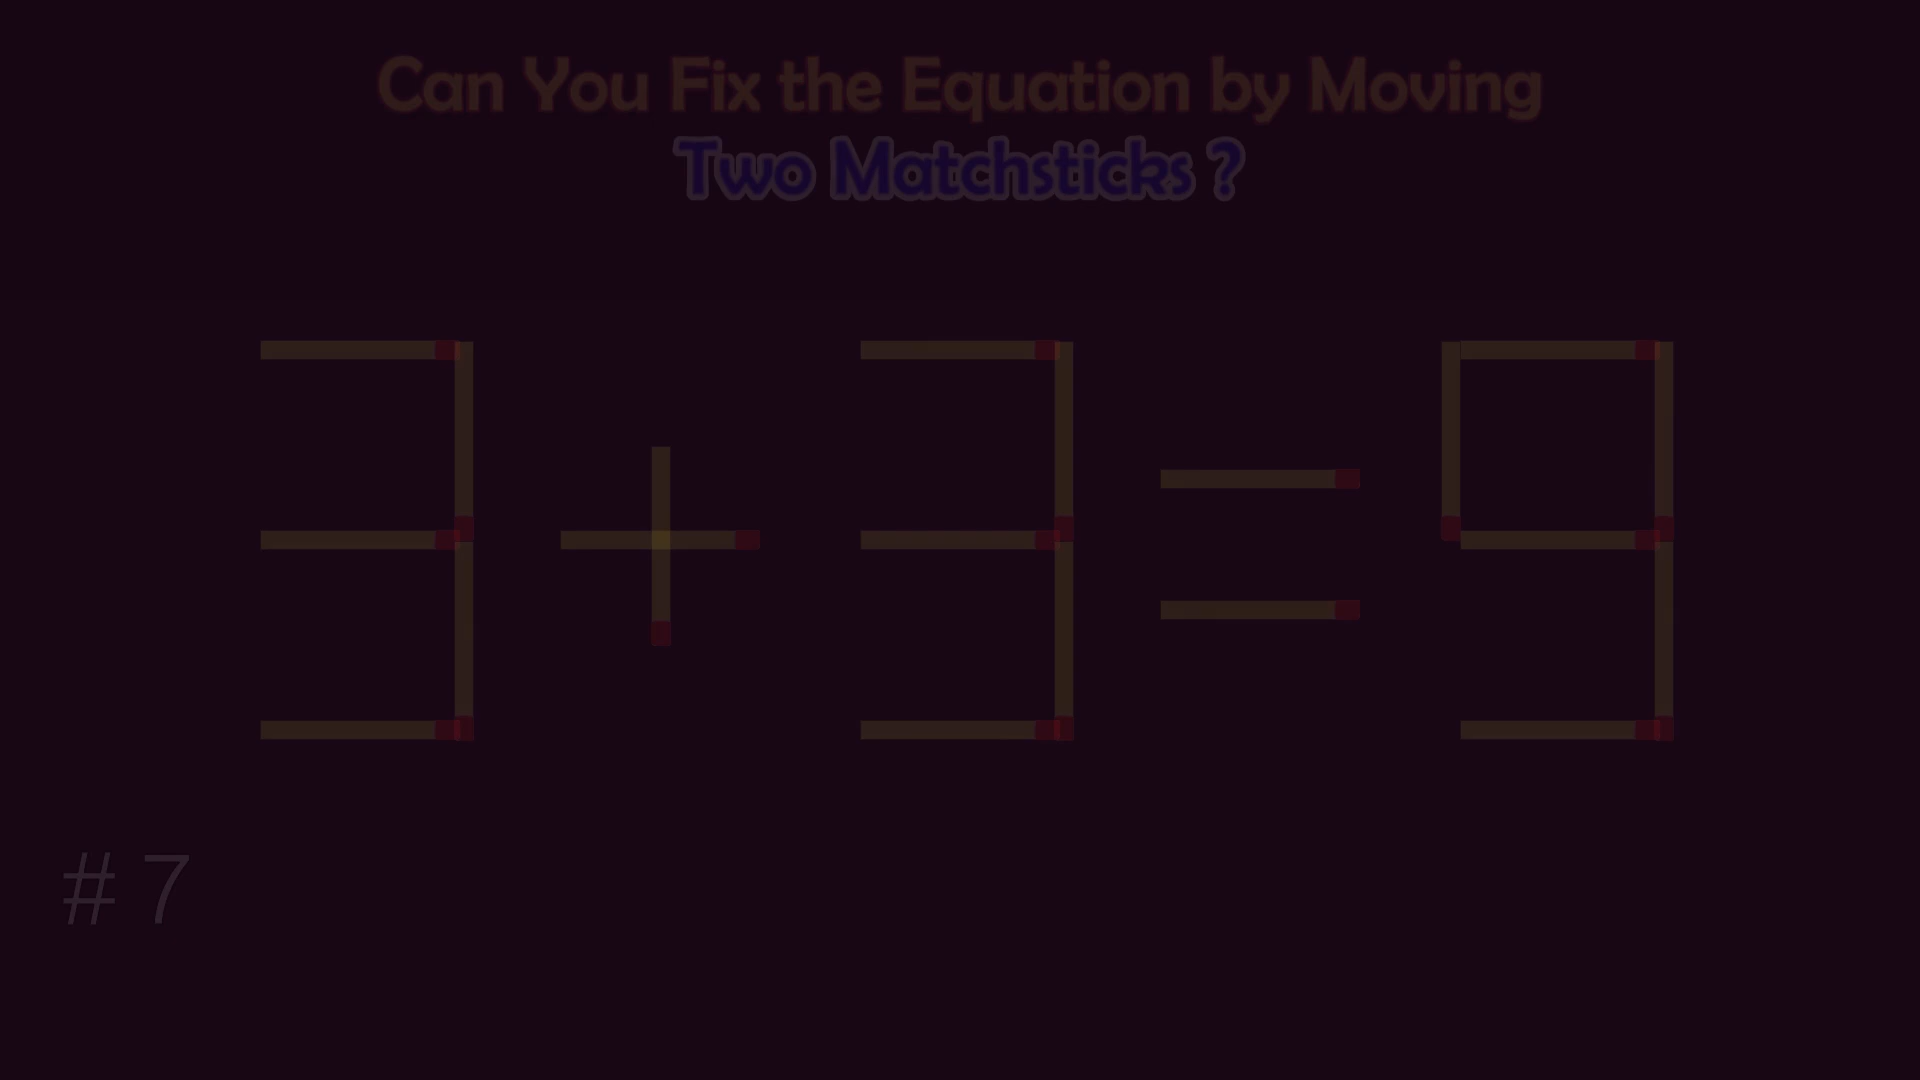 Can You Fix the Equation by Moving
Two Matchsticks ?
3 + 3 = 9
# 7